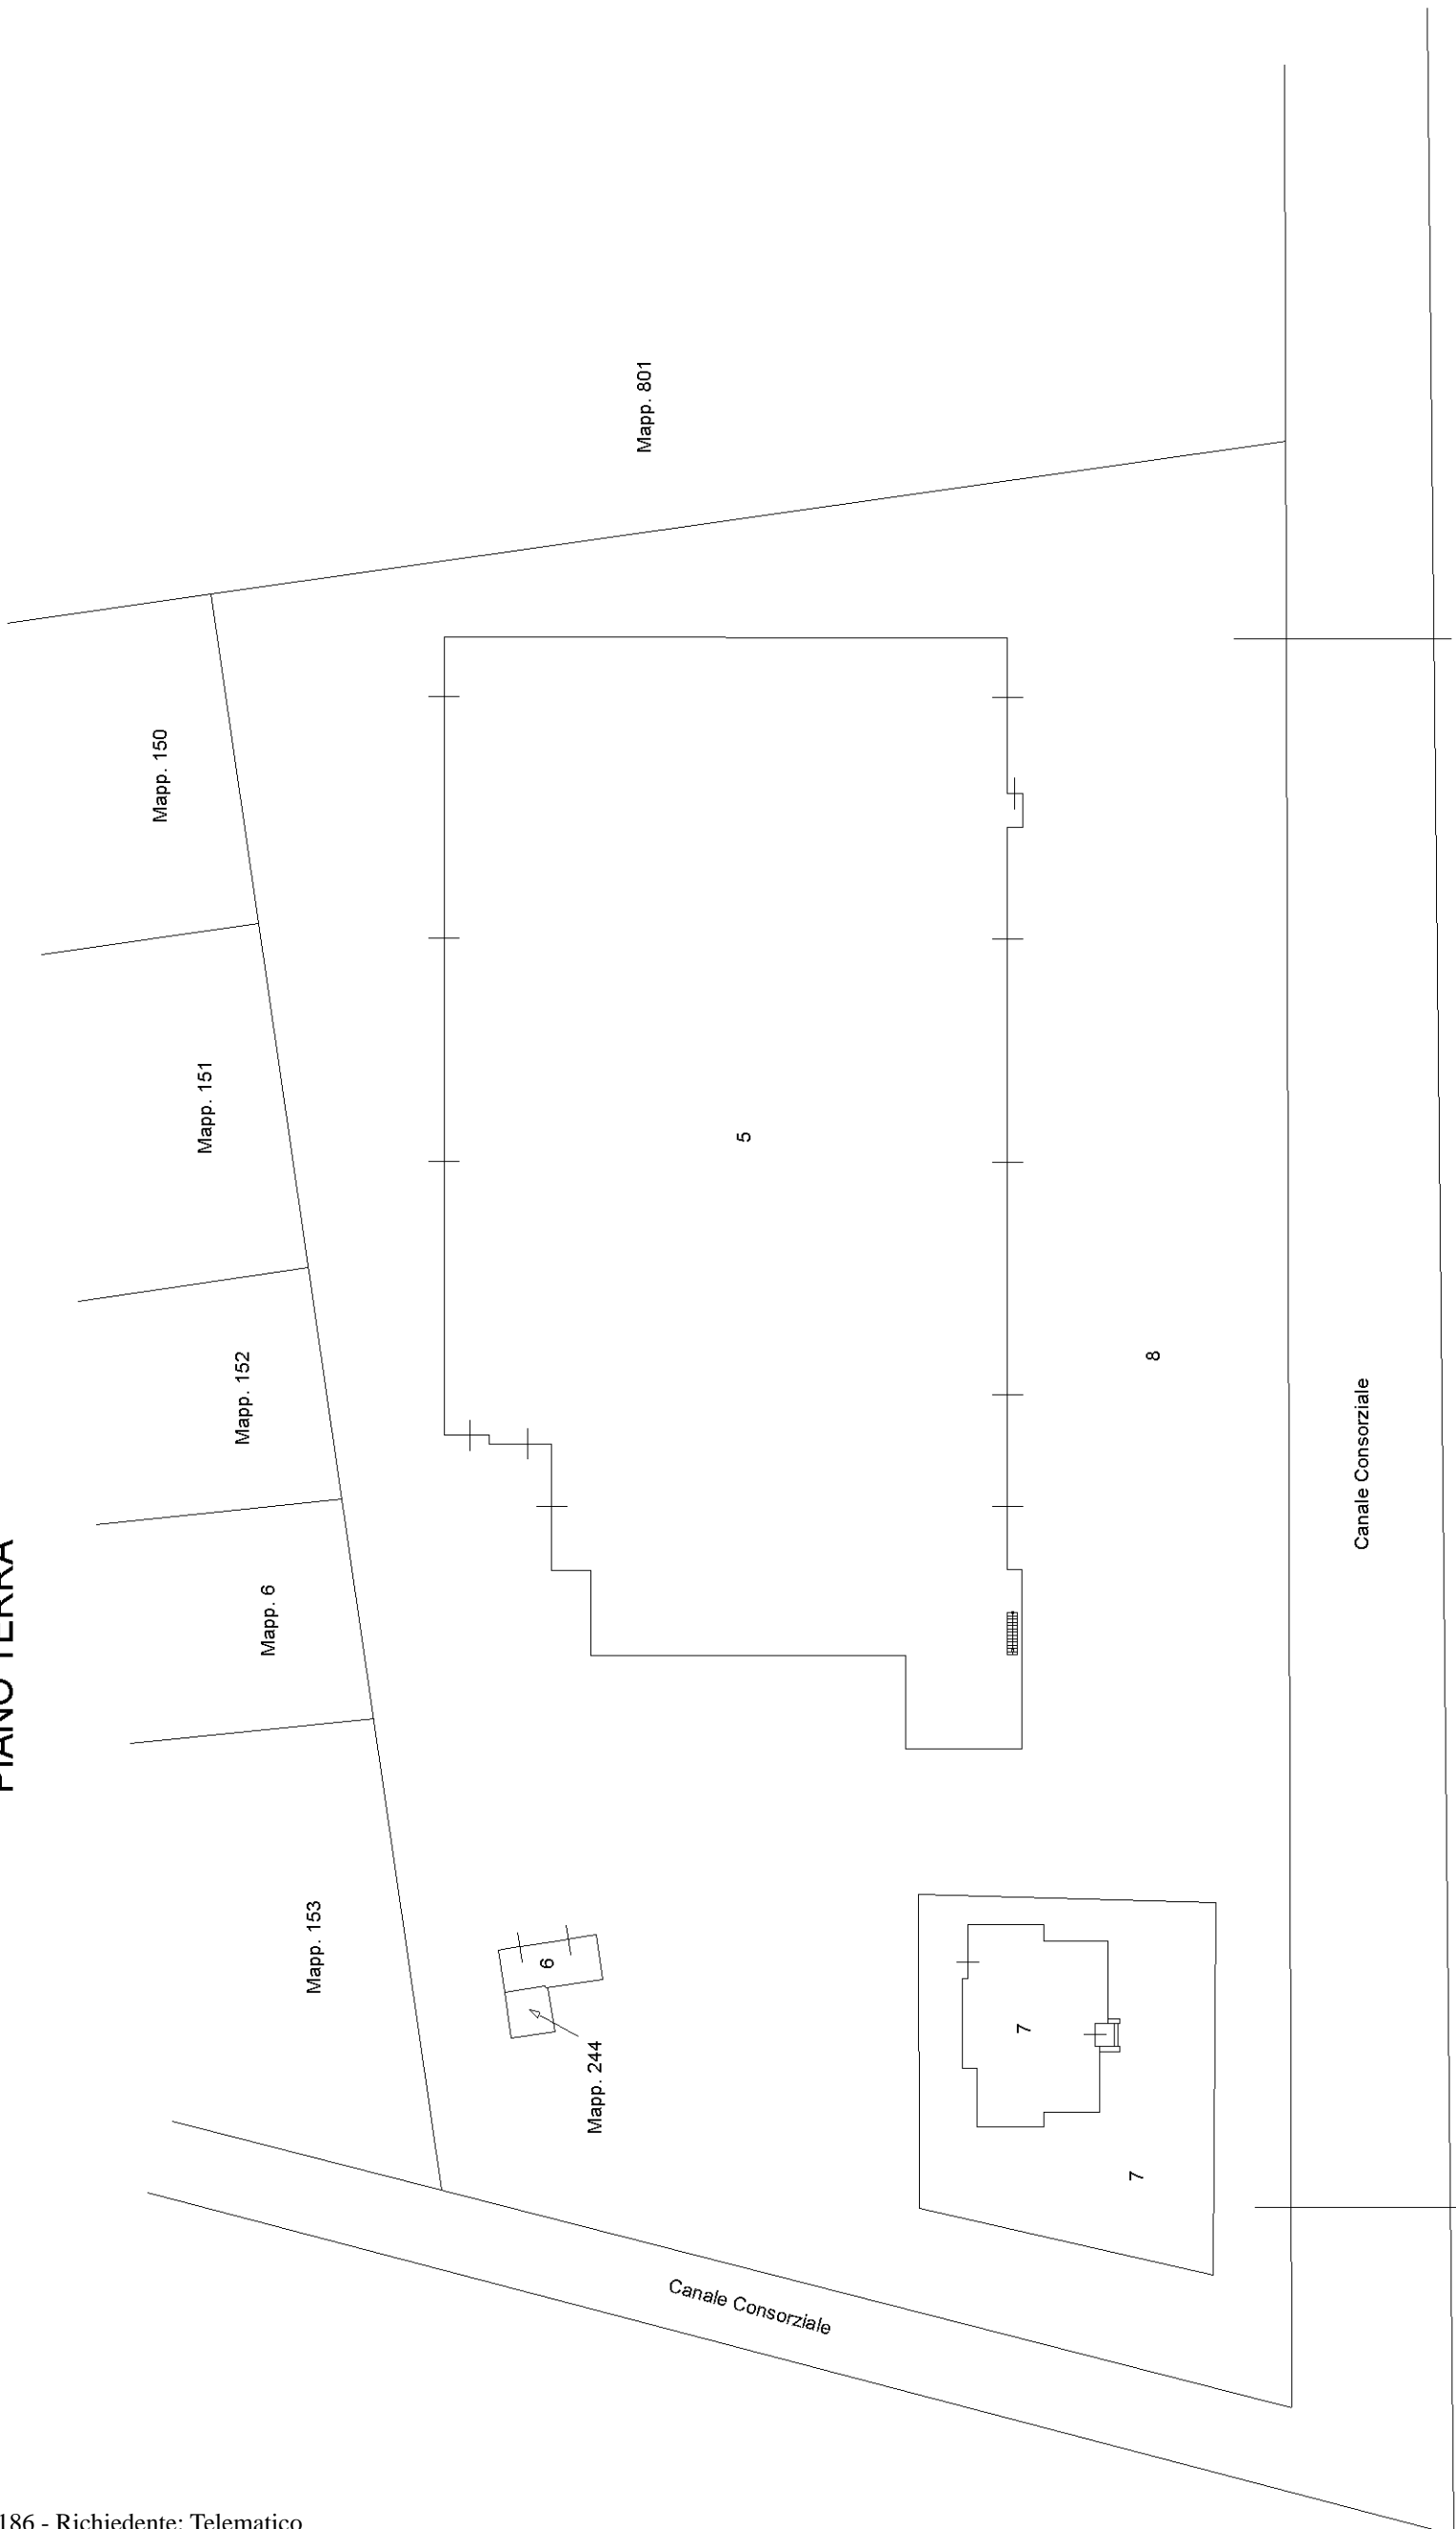 PIANO TERRA
Mapp. 801
Mapp. 150
Mapp. 151
5
Mapp. 152
8
Canale Consorziale
Mapp. 6
Mapp. 153
6
Mapp. 244
7
7
Canale Consorziale
186 - Richiedente: Telematico